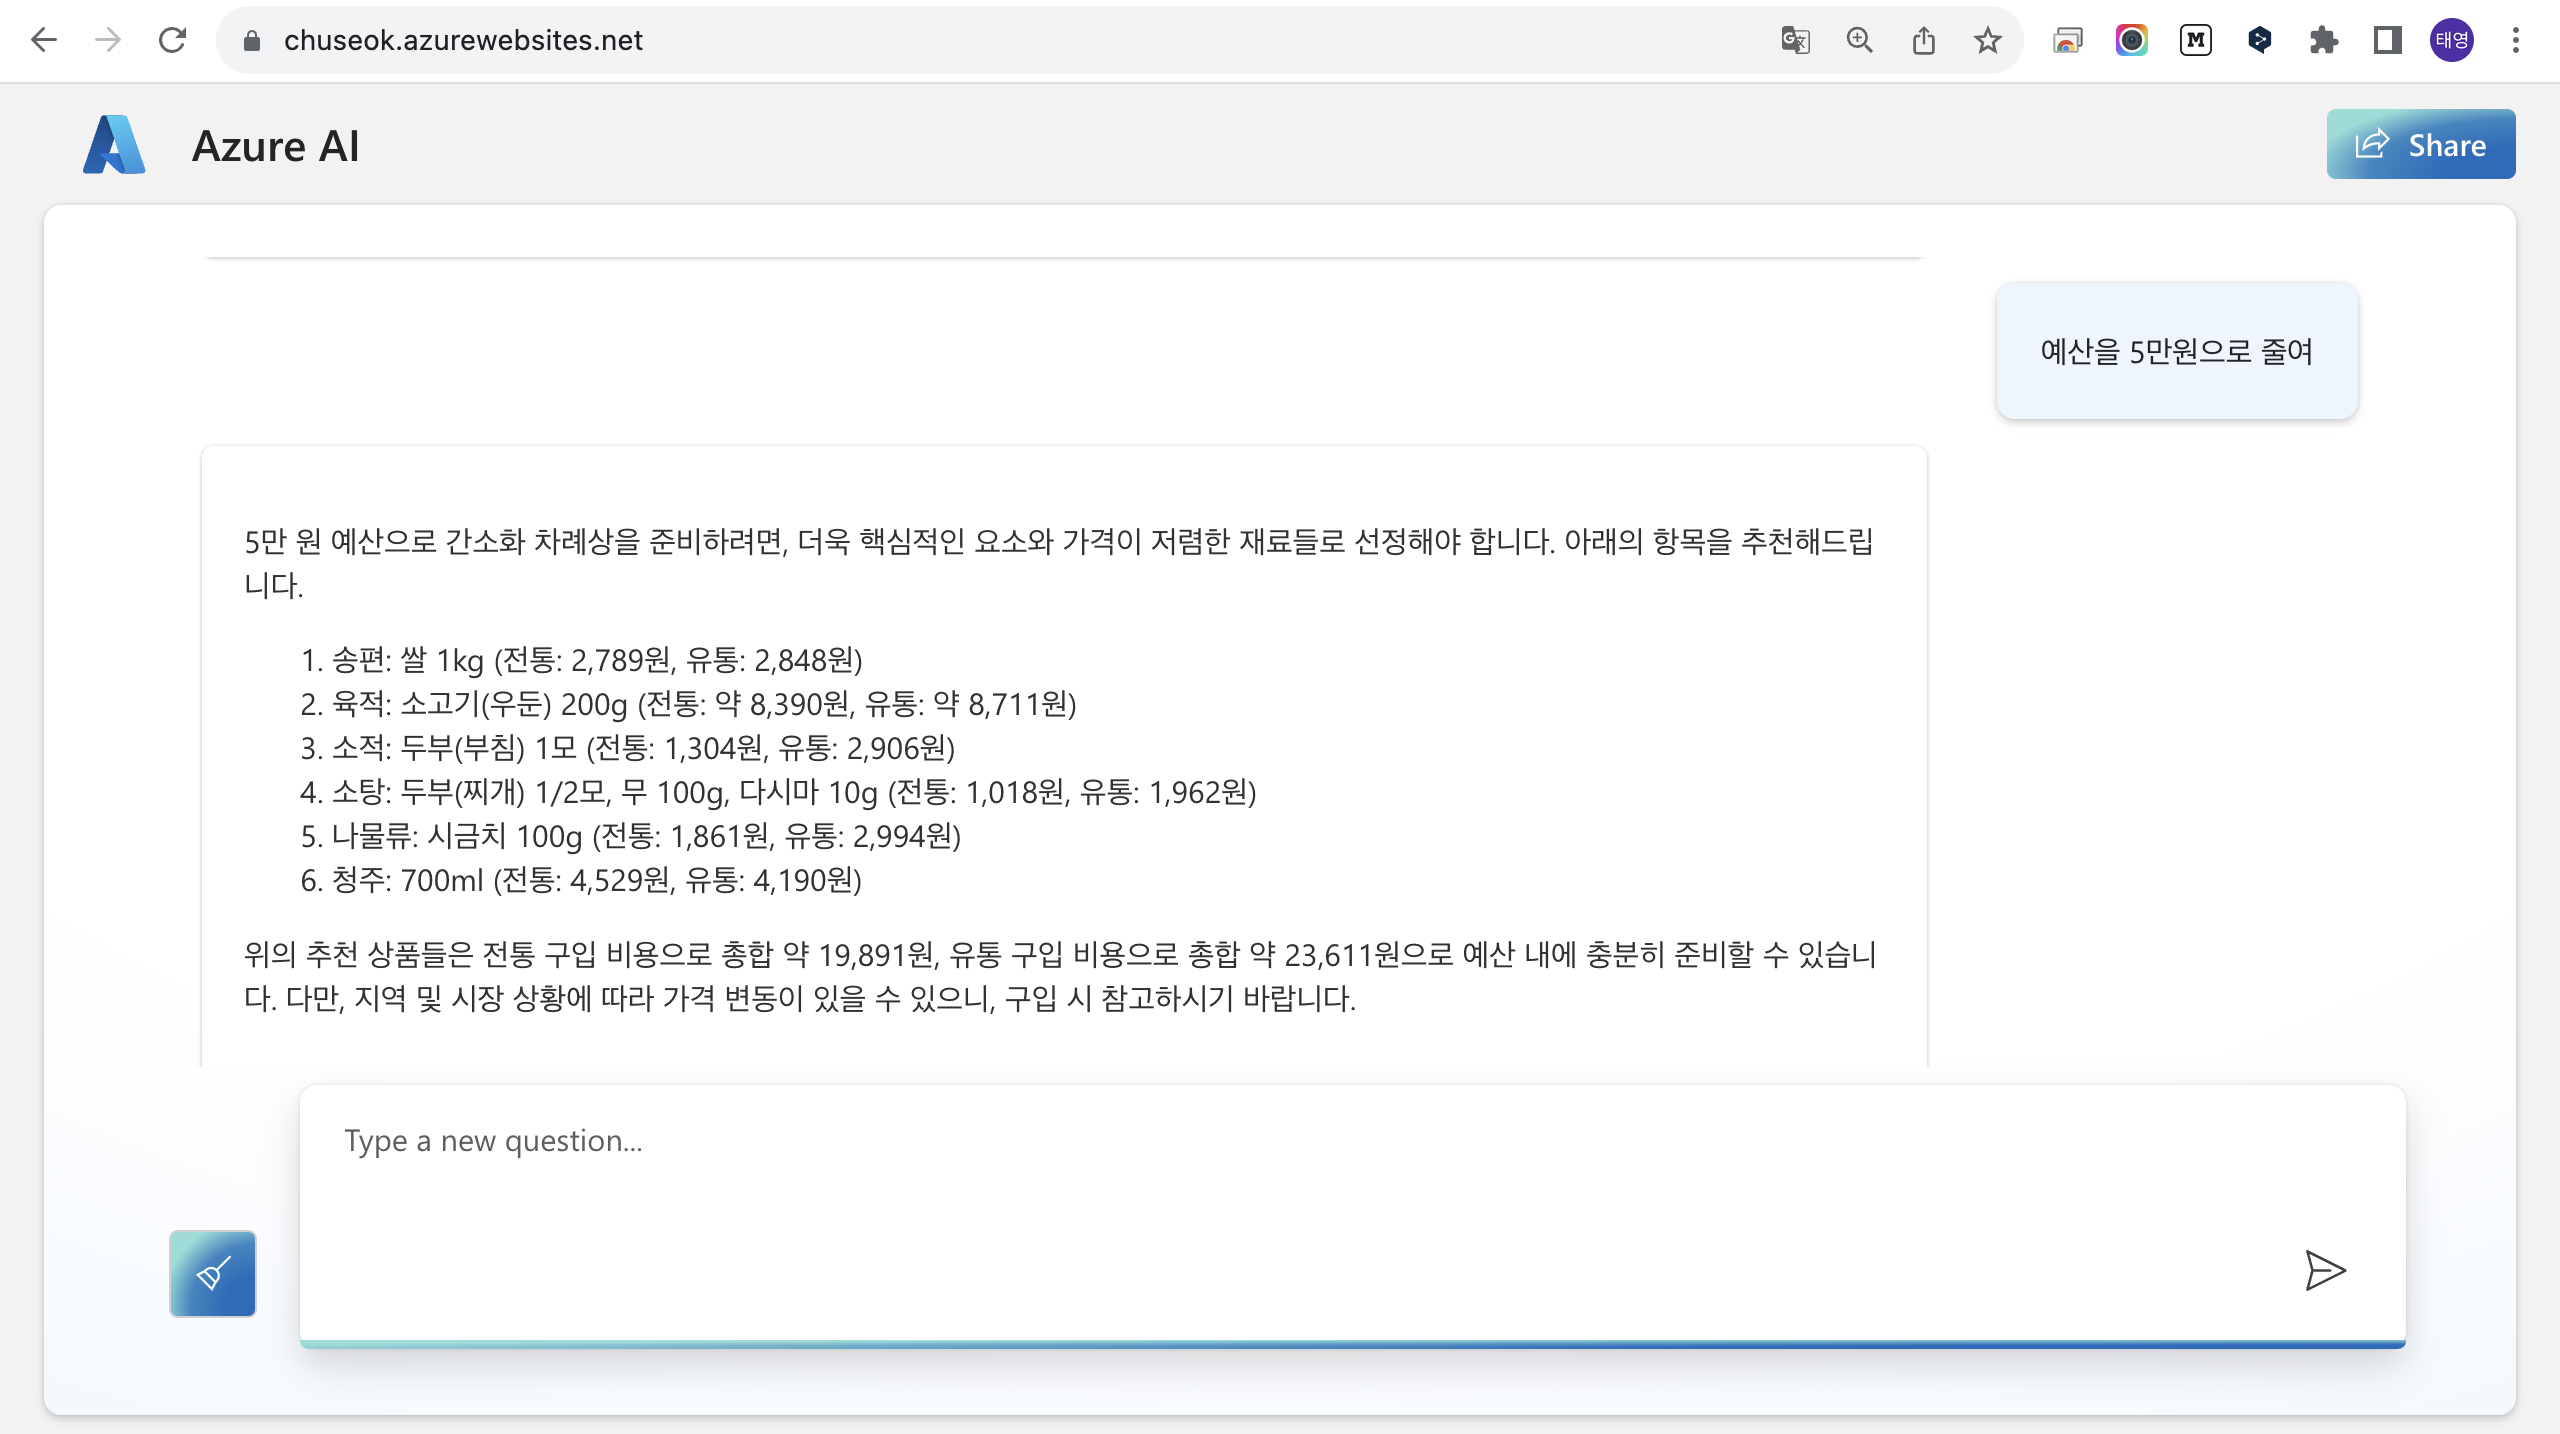 chuseok.azurewebsites.net
태영
Azure AI
Share
예산을 5만원으로 줄여
5만 원 예산으로 간소화 차례상을 준비하려면, 더욱 핵심적인 요소와 가격이 저렴한 재료들로 선정해야 합니다. 아래의 항목을 추천해드립
니다.
1. 송편: 쌀 1kg (전통: 2,789원, 유통: 2,848원)
2. 육적: 소고기(우둔) 200g (전통: 약 8,390원, 유통: 약 8,711원)
3. 소적: 두부(부침) 1모 (전통: 1,304원, 유통: 2,906원)
4. 소탕: 두부(찌개) 1/2모, 무 100g, 다시마 10g (전통: 1,018원, 유통: 1,962원)
5. 나물류: 시금치 100g (전통: 1,861원, 유통: 2,994원)
6. 청주: 700ml (전통: 4,529원, 유통: 4,190원)
위의 추천 상품들은 전통 구입 비용으로 총합 약 19,891원, 유통 구입 비용으로 총합 약 23,611원으로 예산 내에 충분히 준비할 수 있습니
다. 다만, 지역 및 시장 상황에 따라 가격 변동이 있을 수 있으니, 구입 시 참고하시기 바랍니다.
Type a new question...